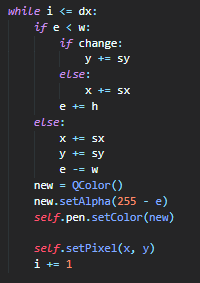 while i <= dx:
    if e < w:
        if change:
            y += sy
        else:
            x += sx
        e += h
    else:
        x += sx
        y += sy
        e -= w
    new = QColor()
    new.setAlpha(255 - e)
    self.pen.setColor(new)

    self.setPixel(x, y)
    i += 1